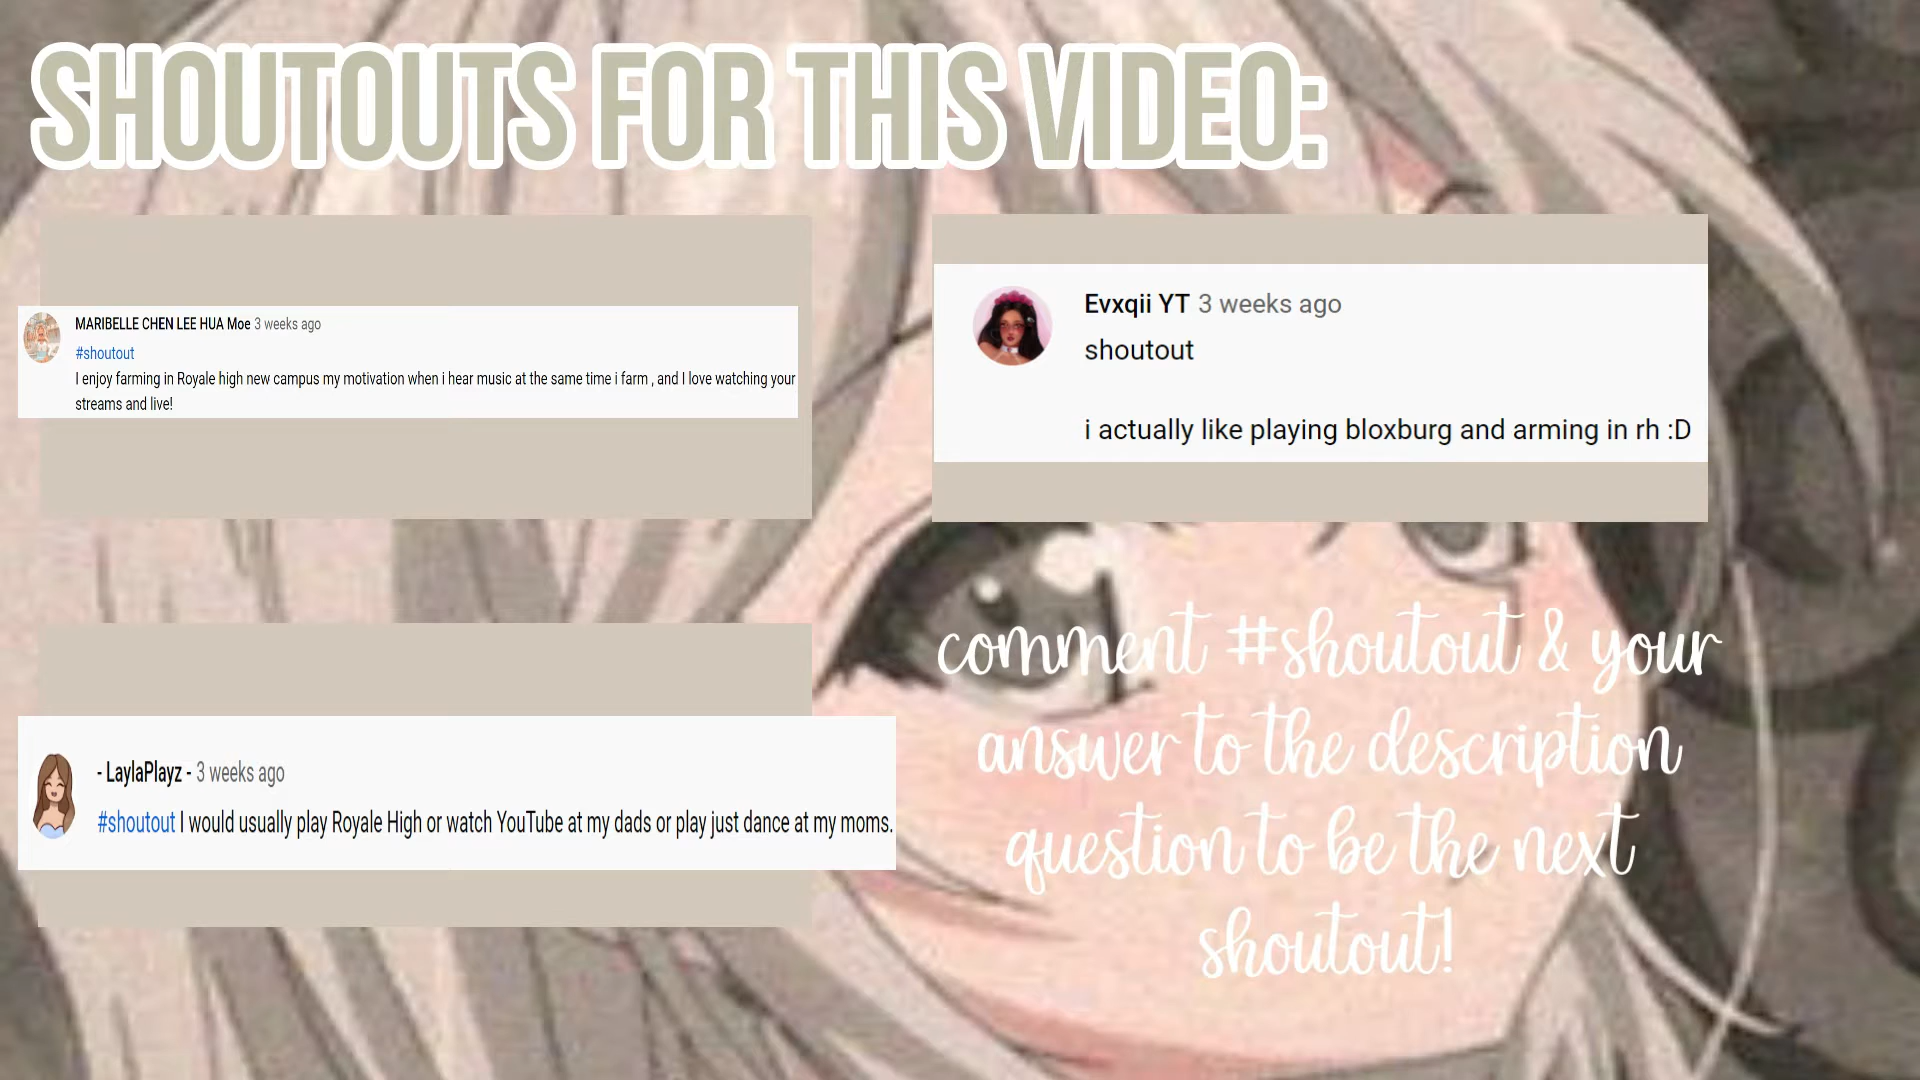 SHOUTOUTS FOR THIS VIDEO:
MARIBELLE CHEN LEE HUA Moe 3 weeks ago
#shoutout
I enjoy farming in Royale high new campus my motivation when i hear music at the same time i farm , and I love watching your
streams and live!
Evxqii YT 3 weeks ago
shoutout
i actually like playing bloxburg and arming in rh :D
- LaylaPlayz - 3 weeks ago
#shoutout I would usually play Royale High or watch YouTube at my dads or play just dance at my moms.
comment #shoutout & your
answer to the description
question to be the next
shoutout!